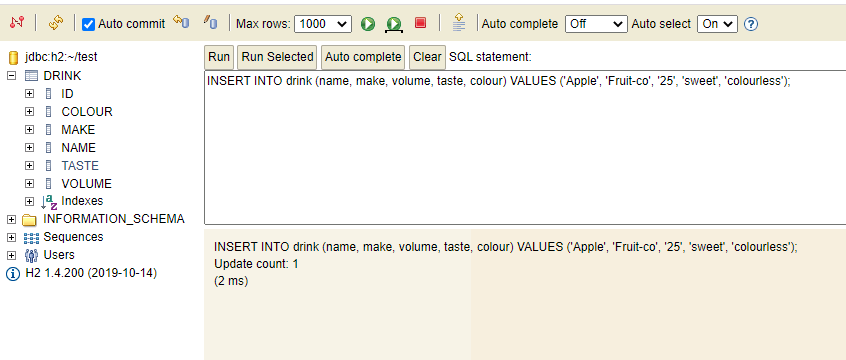 Auto commit Max rows: 1000 Auto complete Off Auto select On
jdbc:h2:~/test
DRINK
ID
COLOUR
MAKE
NAME
TASTE
VOLUME
Indexes
INFORMATION_SCHEMA
Sequences
Users
H2 1.4.200 (2019-10-14)
Run Run Selected Auto complete Clear SQL statement:
INSERT INTO drink (name, make, volume, taste, colour) VALUES ('Apple', 'Fruit-co', '25', 'sweet', 'colourless');
INSERT INTO drink (name, make, volume, taste, colour) VALUES ('Apple', 'Fruit-co', '25', 'sweet', 'colourless');
Update count: 1
(2 ms)